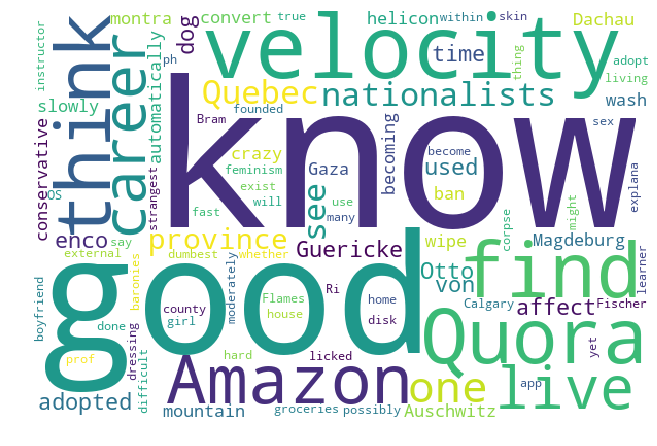 montra
convert
true
helicon
within
skin
Dachau
instructor
think
career
dog
velocity
time
thing
adopt
ph
living
automatically
Quebec
nationalists
wash
slowly
founded
Bram
know
becoming
sex
conservative
OS
strangest
crazy
Gaza
become
used
feminism
exist
will
ban
explana
fast
many
use
see
might
enco
say
province
Guericke
wipe
corpse
Magdeburg
external
dumbest
whether
good
Otto
find
learner
von
baronies
moderately
Flames
Ri
home
Calgary
affect
Fischer
county
girl
house
disk
boyfriend
done
dressing
Quora
yet
prof
difficult
hard
licked
Amazon
one
app
live
adopted
mountain
groceries
possibly
Auschwitz